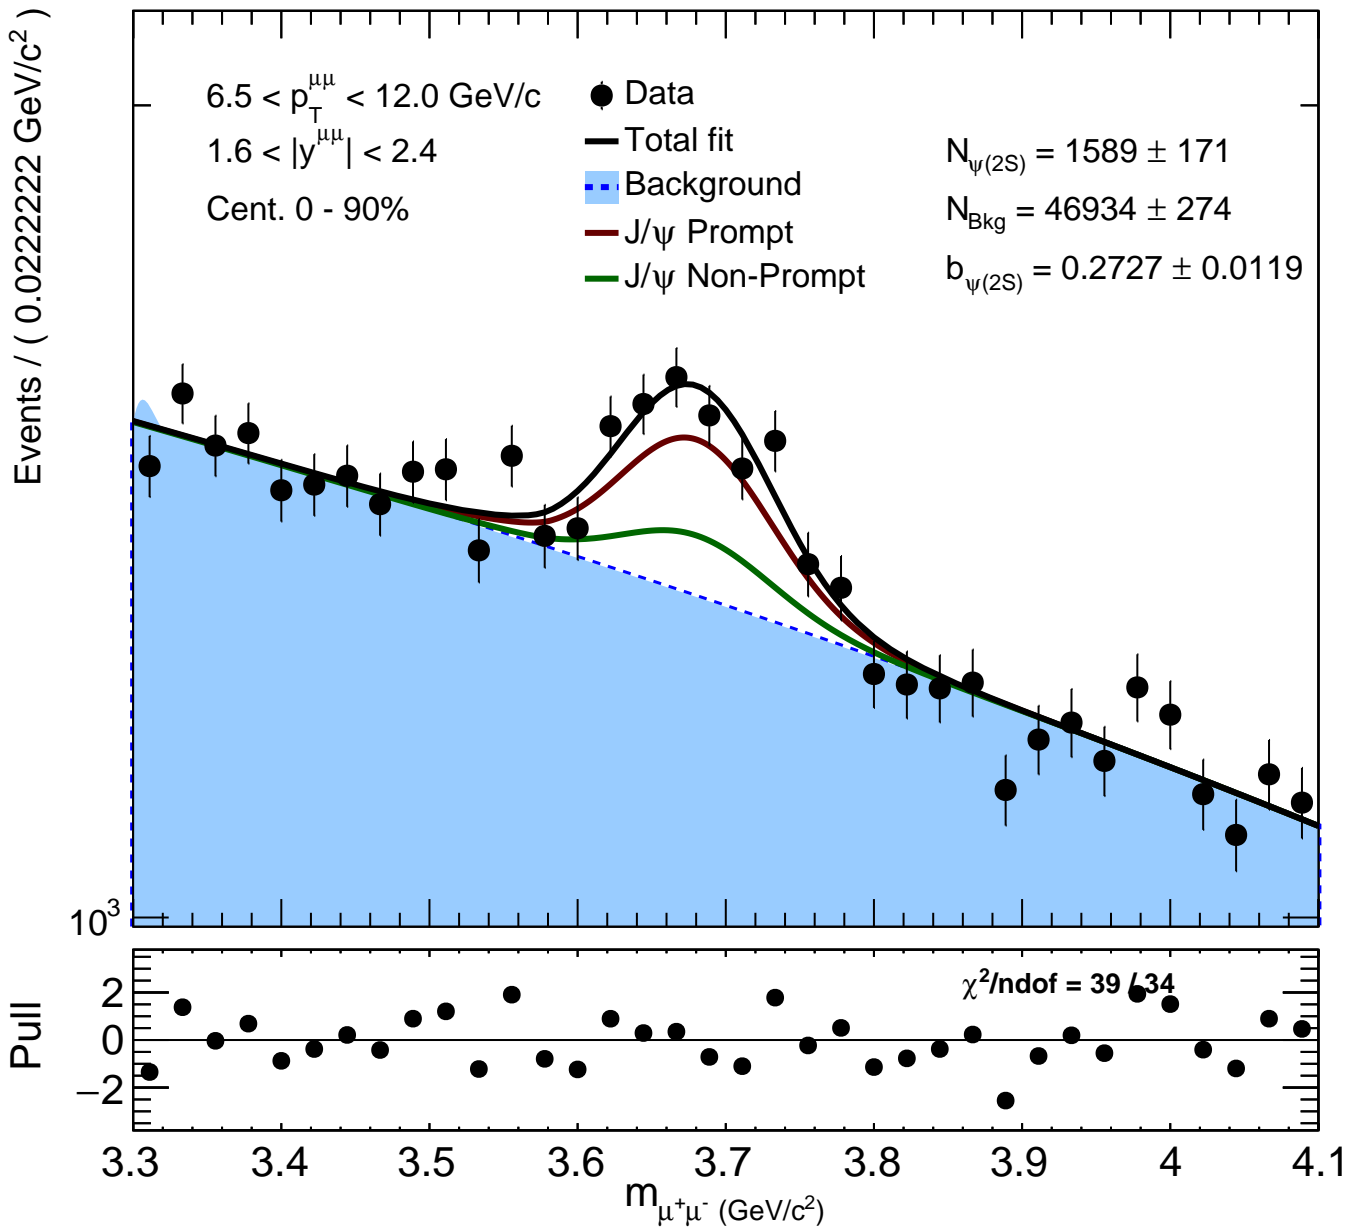 Events / ( 0.0222222 GeV/c²)
6.5 < p_T^μμ < 12.0 GeV/c
1.6 < |y^μμ| < 2.4
Cent. 0 - 90%
Data
Total fit
Background
J/ψ Prompt
J/ψ Non-Prompt
N_ψ(2S) = 1589 ± 171
N_Bkg = 46934 ± 274
b_ψ(2S) = 0.2727 ± 0.0119
10³
Pull
2
0
−2
χ²/ndof = 39 / 34
3.3 3.4 3.5 3.6 3.7 3.8 3.9 4 4.1
m_μ⁺μ⁻ (GeV/c²)